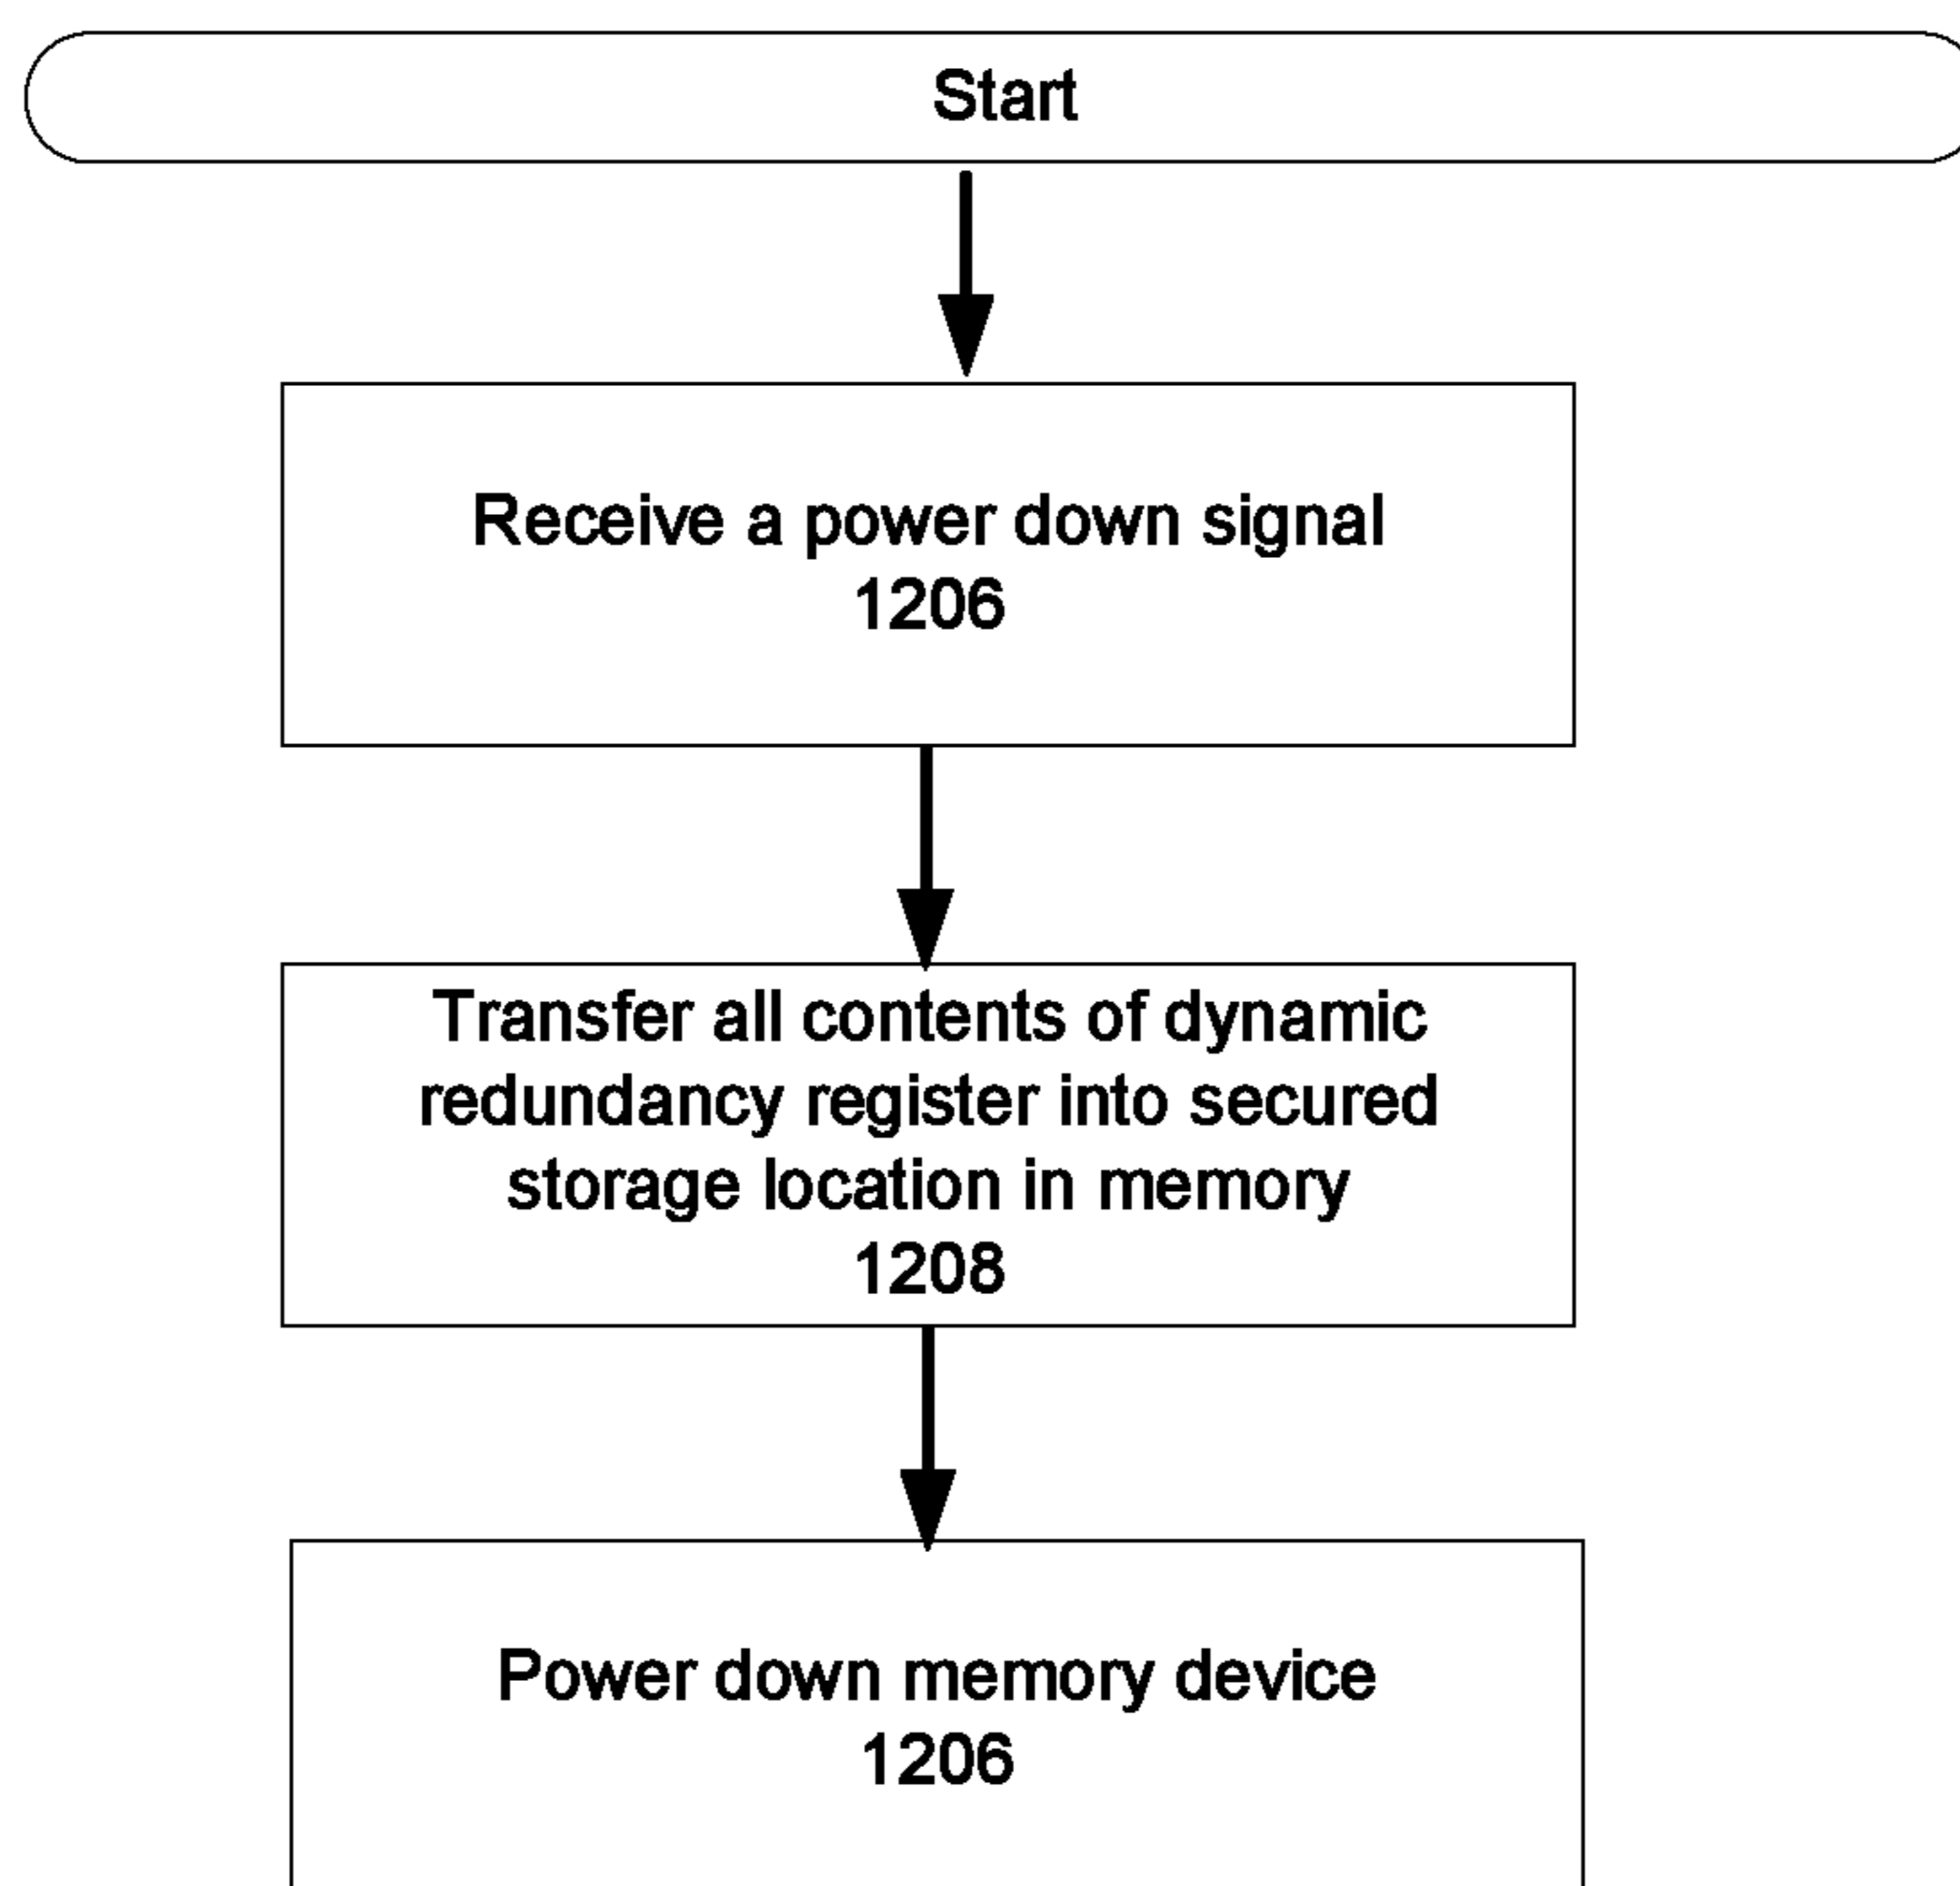 Start
Receive a power down signal
1206
Transfer all contents of dynamic
redundancy register into secured
storage location in memory
1208
Power down memory device
1206